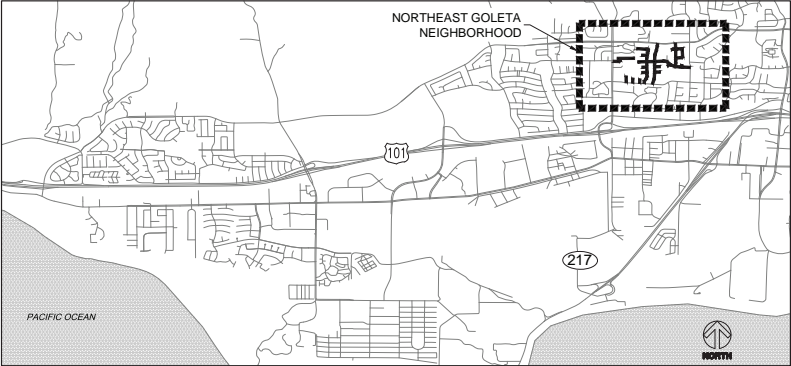 NORTHEAST GOLETA
NEIGHBORHOOD
101
217
PACIFIC OCEAN
NORTH